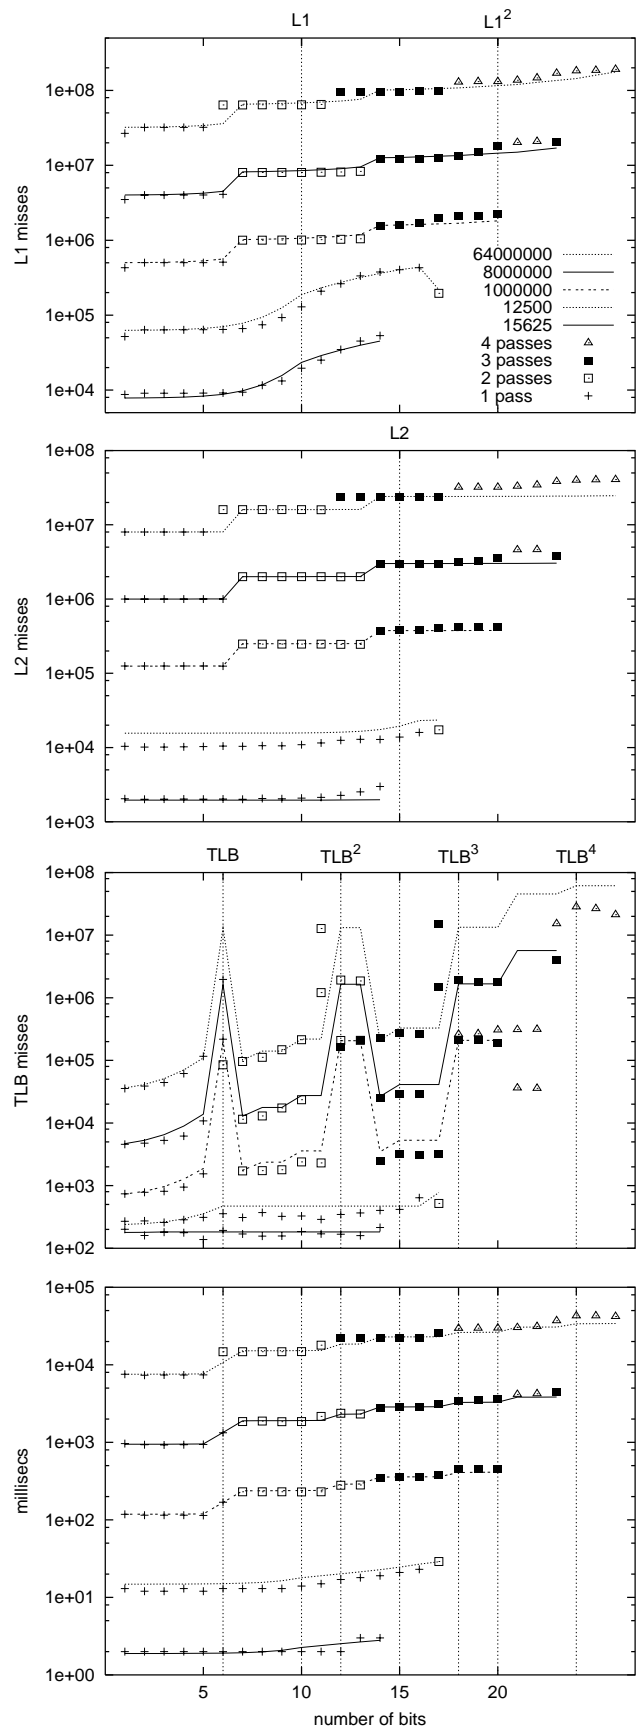 L1 L1²
1e+08
1e+07
1e+06
1e+05
1e+04
L1 misses
64000000
8000000
1000000
12500
15625
4 passes
3 passes
2 passes
1 pass
L2
1e+08
1e+07
1e+06
1e+05
1e+04
1e+03
L2 misses
TLB TLB² TLB³ TLB⁴
1e+08
1e+07
1e+06
1e+05
1e+04
1e+03
1e+02
TLB misses
1e+05
1e+04
1e+03
1e+02
1e+01
1e+00
millisecs
5 10 15 20
number of bits